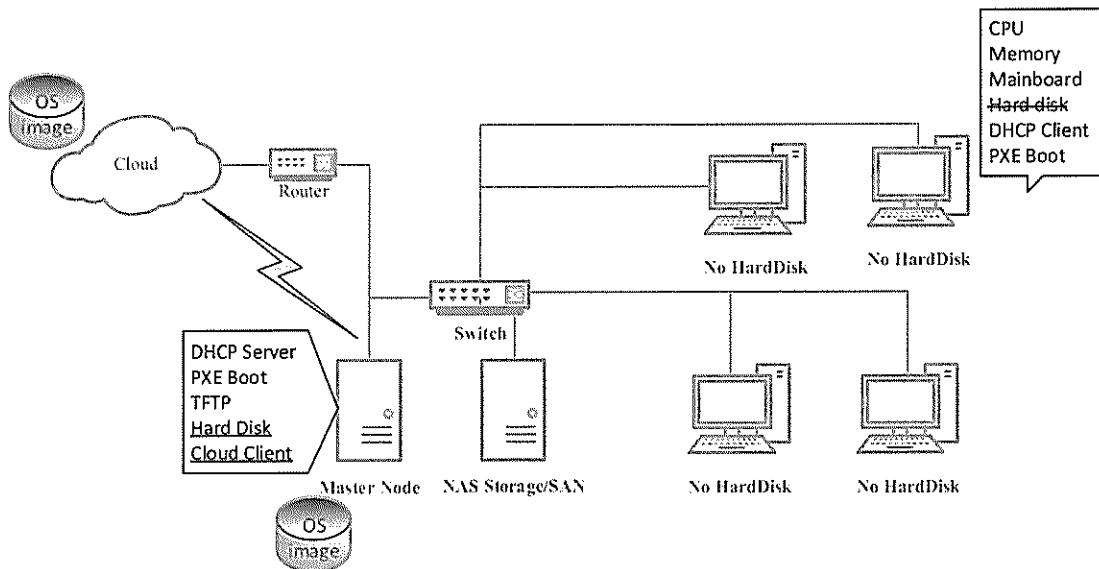 CPU
Memory
Mainboard
Hard disk
DHCP Client
PXE Boot
OS
image
Cloud
Router
No HardDisk
No HardDisk
Switch
DHCP Server
PXE Boot
TFTP
Hard Disk
Cloud Client
Master Node
NAS Storage/SAN
No HardDisk
No HardDisk
OS
image